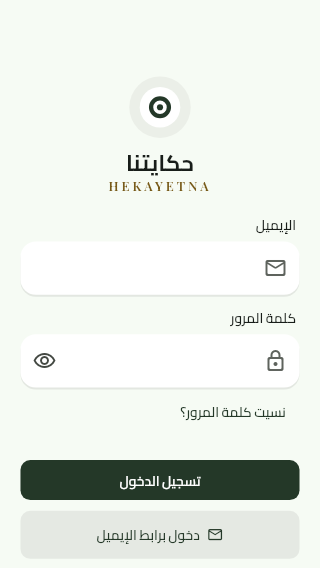 حكايتنا
HEKAYETNA
الإيميل
كلمة المرور
نسيت كلمة المرور؟
تسجيل الدخول
دخول برابط الإيميل